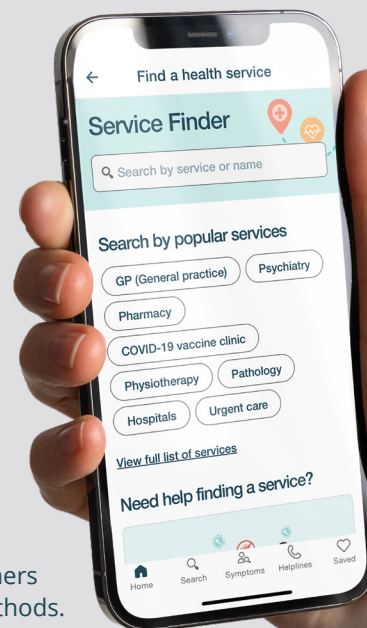 Find a health service
Service Finder
Search by service or name
Search by popular services
GP (General practice) Psychiatry
Pharmacy
COVID-19 vaccine clinic
Physiotherapy Pathology
Hospitals Urgent care
View full list of services
Need help finding a service?
Home Search Symptoms Helplines Saved